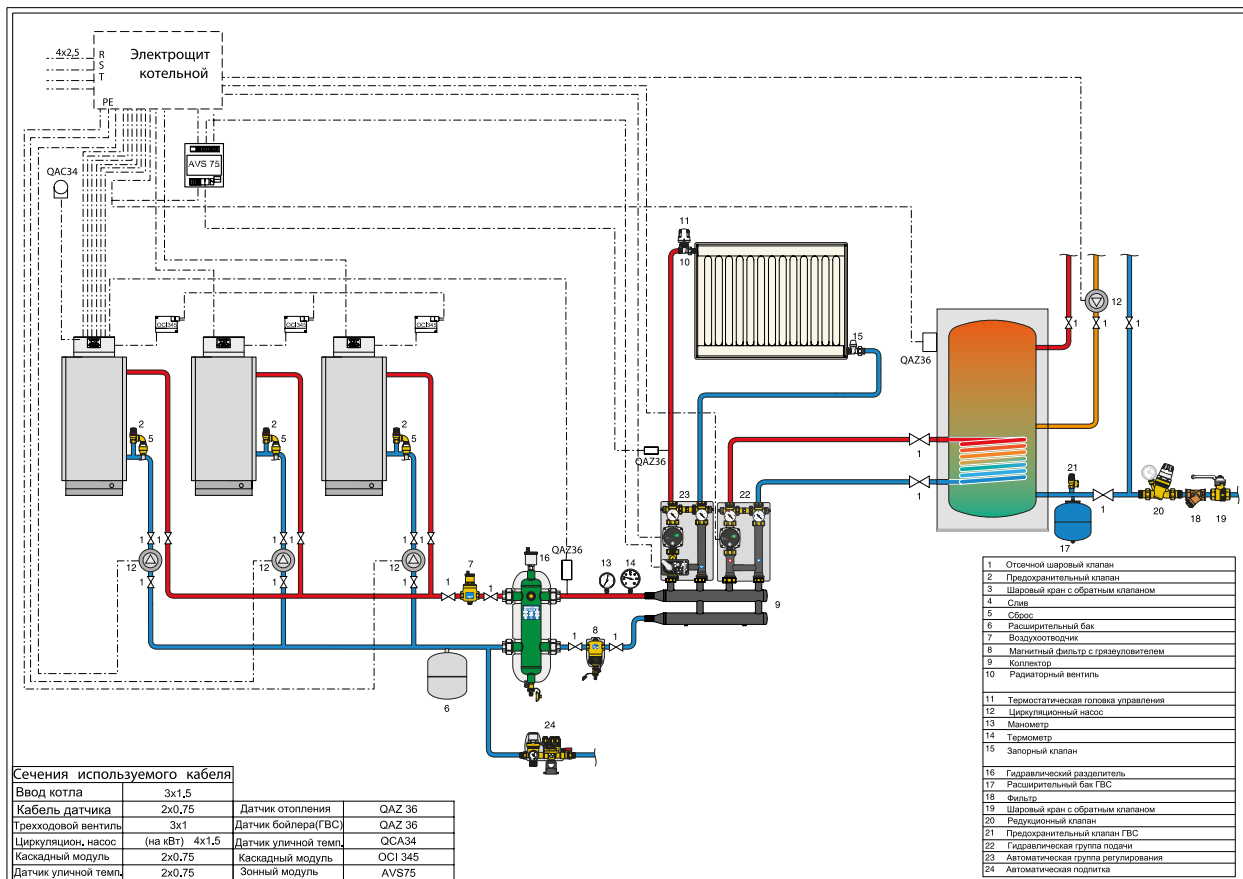 4x2,5
R
S
T
PE
Электрощит
котельной
QAC34
AVS 75
OCI345
OCI345
OCI345
11
10
15
12
1
1
1
QAZ36
QAZ36
1
1
21
1
17
20
18
19
2
5
2
5
2
5
1
1
1
1
1
1
12
12
12
1
1
1
1
1
1
7
1
1
16
QAZ36
13
14
23
22
9
1
8
1
6
24
1 Отсечной шаровый клапан
2 Предохранительный клапан
3 Шаровый кран с обратным клапаном
4 Слив
5 Сброс
6 Расширительный бак
7 Воздухоотводчик
8 Магнитный фильтр с грязеуловителем
9 Коллектор
10 Радиаторный вентиль
11 Термостатическая головка управления
12 Циркуляционный насос
13 Манометр
14 Термометр
15 Запорный клапан
16 Гидравлический разделитель
17 Расширительный бак ГВС
18 Фильтр
19 Шаровый кран с обратным клапаном
20 Редукционный клапан
21 Предохранительный клапан ГВС
22 Гидравлическая группа подачи
23 Автоматическая группа регулирования
24 Автоматическая подпитка
Сечения используемого кабеля
Ввод котла 3x1.5
Кабель датчика 2x0.75 Датчик отопления QAZ 36
Трехходовой вентиль 3x1 Датчик бойлера(ГВС) QAZ 36
Циркуляцион. насос (на кВт) 4x1.5 Датчик уличной темп. QCA34
Каскадный модуль 2x0.75 Каскадный модуль OCI 345
Датчик уличной темп. 2x0.75 Зонный модуль AVS75